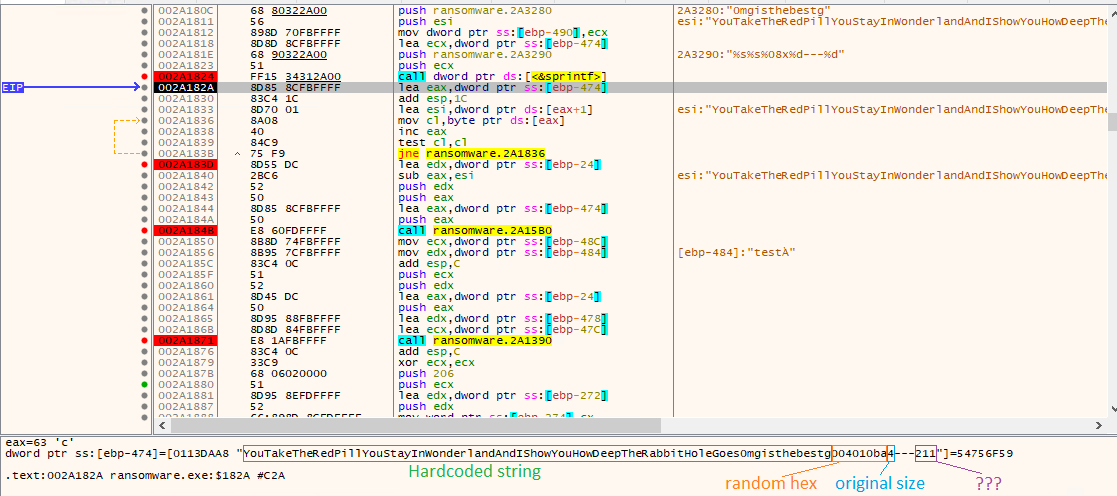 002A180C 68 80322A00 push ransomware.2A3280 2A3280:"Omgisthebestg"
002A1811 56 push esi esi:"YouTakeTheRedPillYouStayInWonderlandAndIShowYouHowDeepThe
002A1812 898D 70FBFFFF mov dword ptr ss:[ebp-490],ecx
002A1818 8D8D 8CFBFFFF lea ecx,dword ptr ss:[ebp-474]
002A181E 68 90322A00 push ransomware.2A3290 2A3290:"%s%s%08x%d---%d"
002A1823 51 push ecx
002A1824 FF15 34312A00 call dword ptr ds:[<&sprintf>]
EIP 002A182A 8D85 8CFBFFFF lea eax,dword ptr ss:[ebp-474]
002A1830 83C4 1C add esp,1C
002A1833 8D70 01 lea esi,dword ptr ds:[eax+1] esi:"YouTakeTheRedPillYouStayInWonderlandAndIShowYouHowDeepThe
002A1836 8A08 mov cl,byte ptr ds:[eax]
002A1838 40 inc eax
002A1839 84C9 test cl,cl
002A183B ^ 75 F9 jne ransomware.2A1836
002A183D 8D55 DC lea edx,dword ptr ss:[ebp-24]
002A1840 2BC6 sub eax,esi esi:"YouTakeTheRedPillYouStayInWonderlandAndIShowYouHowDeepThe
002A1842 52 push edx
002A1843 50 push eax
002A1844 8D85 8CFBFFFF lea eax,dword ptr ss:[ebp-474]
002A184A 50 push eax
002A184B E8 60FDFFFF call ransomware.2A15B0
002A1850 8B8D 74FBFFFF mov ecx,dword ptr ss:[ebp-48C]
002A1856 8B95 7CFBFFFF mov edx,dword ptr ss:[ebp-484] [ebp-484]:"testÀ"
002A185C 83C4 0C add esp,C
002A185F 51 push ecx
002A1860 52 push edx
002A1861 8D45 DC lea eax,dword ptr ss:[ebp-24]
002A1864 50 push eax
002A1865 8D95 88FBFFFF lea edx,dword ptr ss:[ebp-478]
002A186B 8D8D 84FBFFFF lea ecx,dword ptr ss:[ebp-47C]
002A1871 E8 1AFBFFFF call ransomware.2A1390
002A1876 83C4 0C add esp,C
002A1879 33C9 xor ecx,ecx
002A187B 68 06020000 push 206
002A1880 51 push ecx
002A1881 8D95 8EFDFFFF lea edx,dword ptr ss:[ebp-272]
002A1887 52 push edx
eax=63 'c'
dword ptr ss:[ebp-474]=[0113DAA8 "YouTakeTheRedPillYouStayInWonderlandAndIShowYouHowDeepTheRabbitHoleGoesOmgisthebestg004010ba4---211"]=54756F59
Hardcoded string random hex original size ???
.text:002A182A ransomware.exe:$182A #C2A